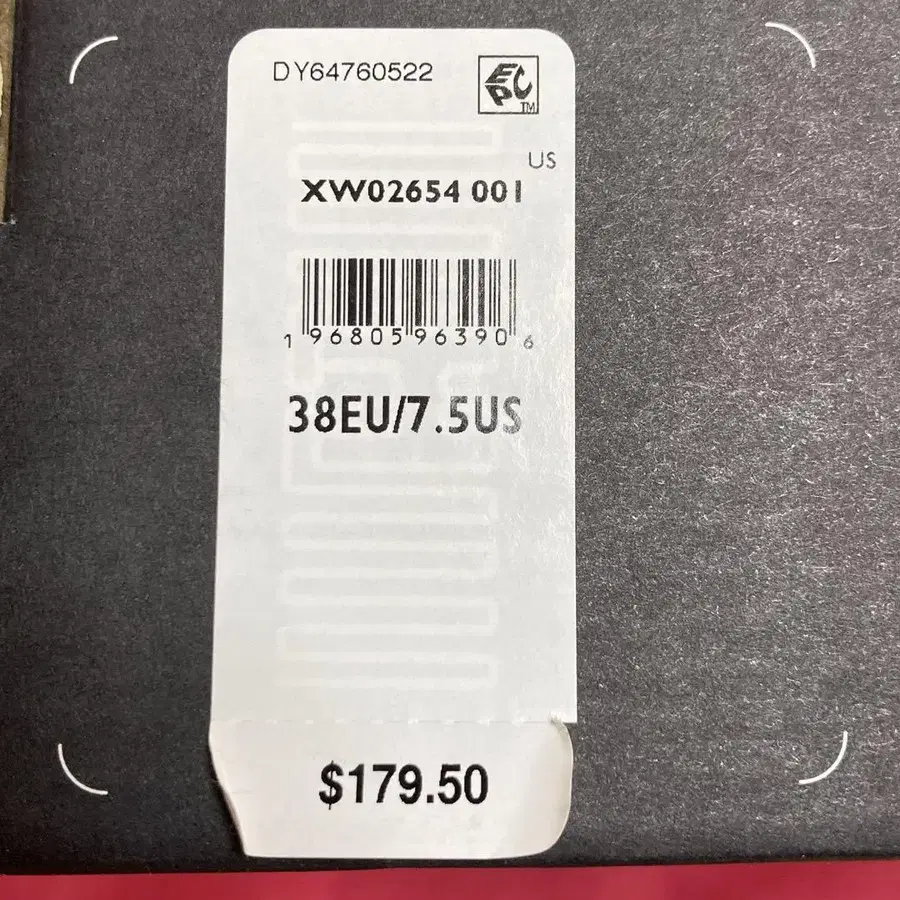 DY64760522
EPC
TM
US
XW02654 001
1 96805 96390 6
38EU/7.5US
$179.50